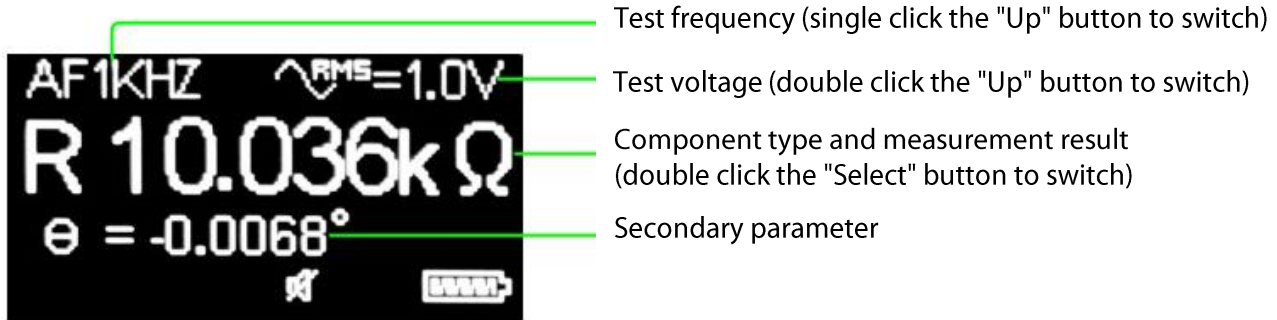 Test frequency (single click the "Up" button to switch)
AF1KHZ RMS=1.0V
Test voltage (double click the "Up" button to switch)
R 10.036kΩ
Component type and measurement result
(double click the "Select" button to switch)
θ = -0.0068°
Secondary parameter